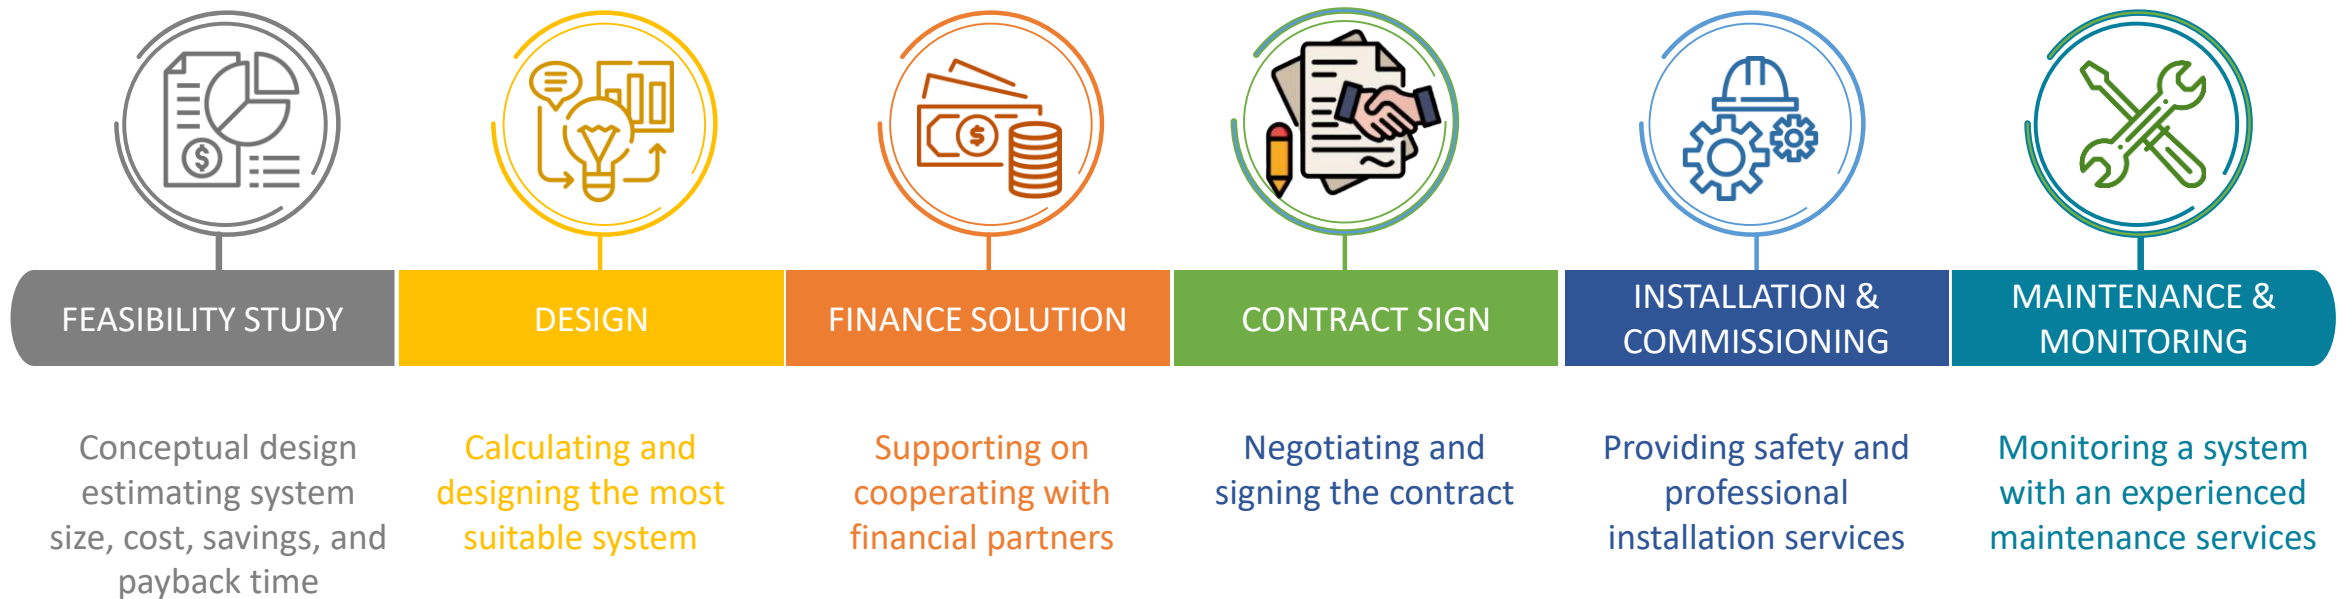 FEASIBILITY STUDY
DESIGN
FINANCE SOLUTION
CONTRACT SIGN
INSTALLATION &
COMMISSIONING
MAINTENANCE &
MONITORING
Conceptual design
estimating system
size, cost, savings, and
payback time
Calculating and
designing the most
suitable system
Supporting on
cooperating with
financial partners
Negotiating and
signing the contract
Providing safety and
professional
installation services
Monitoring a system
with an experienced
maintenance services